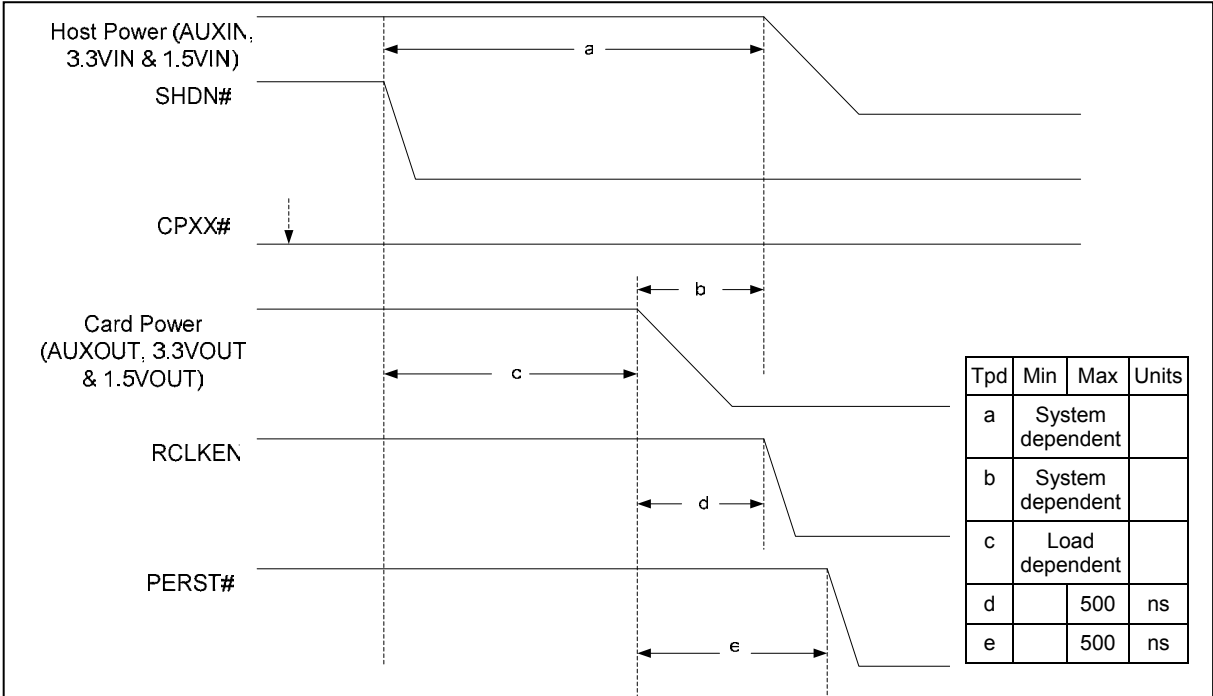 Host Power (AUXIN,
3.3VIN & 1.5VIN)
a
SHDN#
CPXX#
b
Card Power
(AUXOUT, 3.3VOUT
& 1.5VOUT)
c
RCLKEN
d
PERST#
e
Tpd Min Max Units
a System
dependent
b System
dependent
c Load
dependent
d 500 ns
e 500 ns